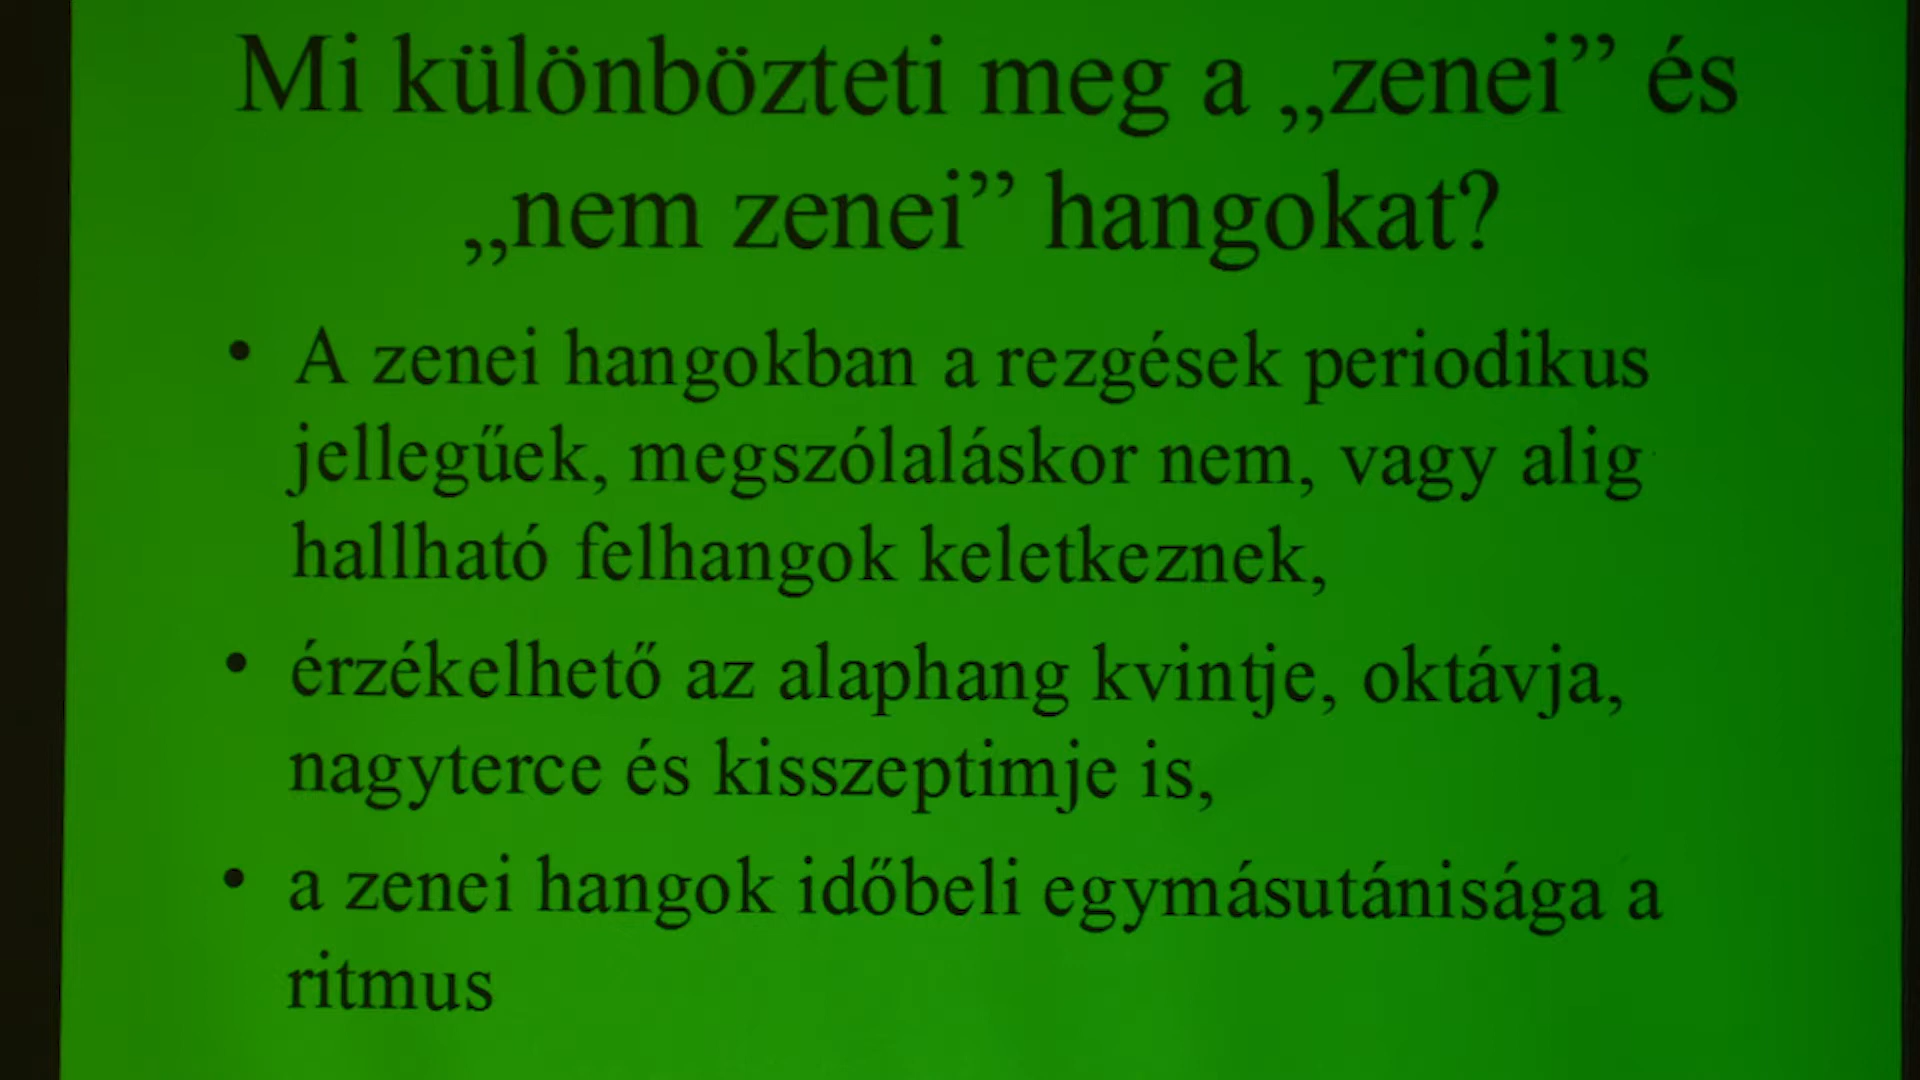 Mi különbözteti meg a „zenei” és
„nem zenei” hangokat?
• A zenei hangokban a rezgések periodikus
jellegűek, megszólaláskor nem, vagy alig
hallható felhangok keletkeznek,
• érzékelhető az alaphang kvintje, oktávja,
nagyterce és kisszeptimje is,
• a zenei hangok időbeli egymásutánisága a
ritmus